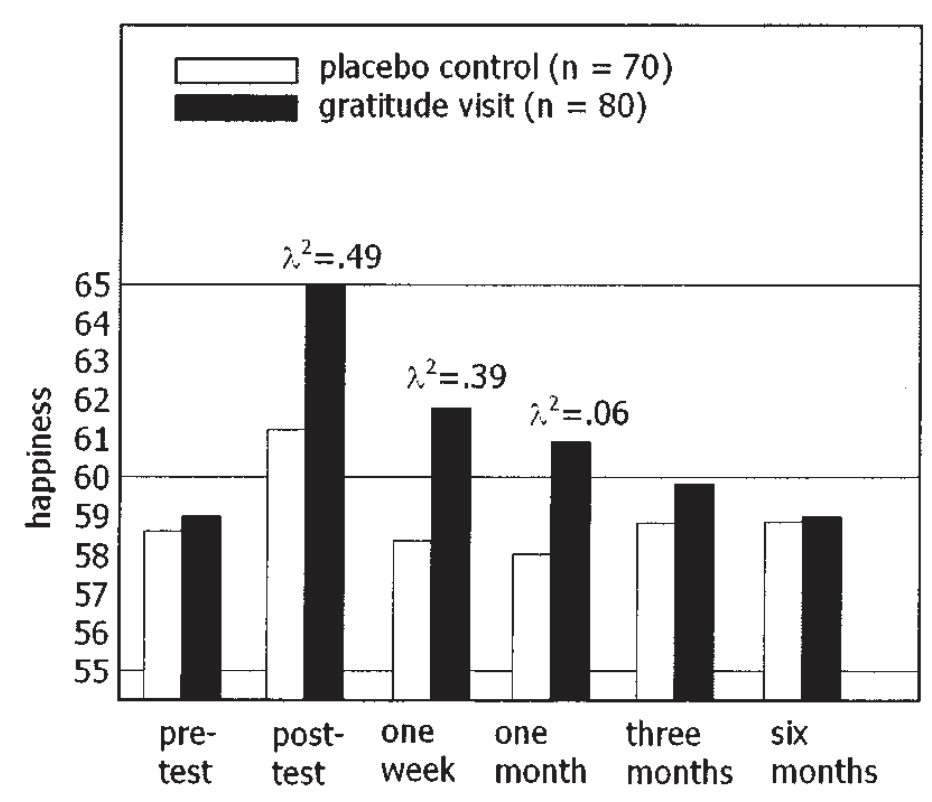 placebo control (n = 70)
gratitude visit (n = 80)
λ²=.49
65
64
63
λ²=.39
62
λ²=.06
61
60
59
58
57
56
55
happiness
pre-
test
post-
test
one
week
one
month
three
months
six
months